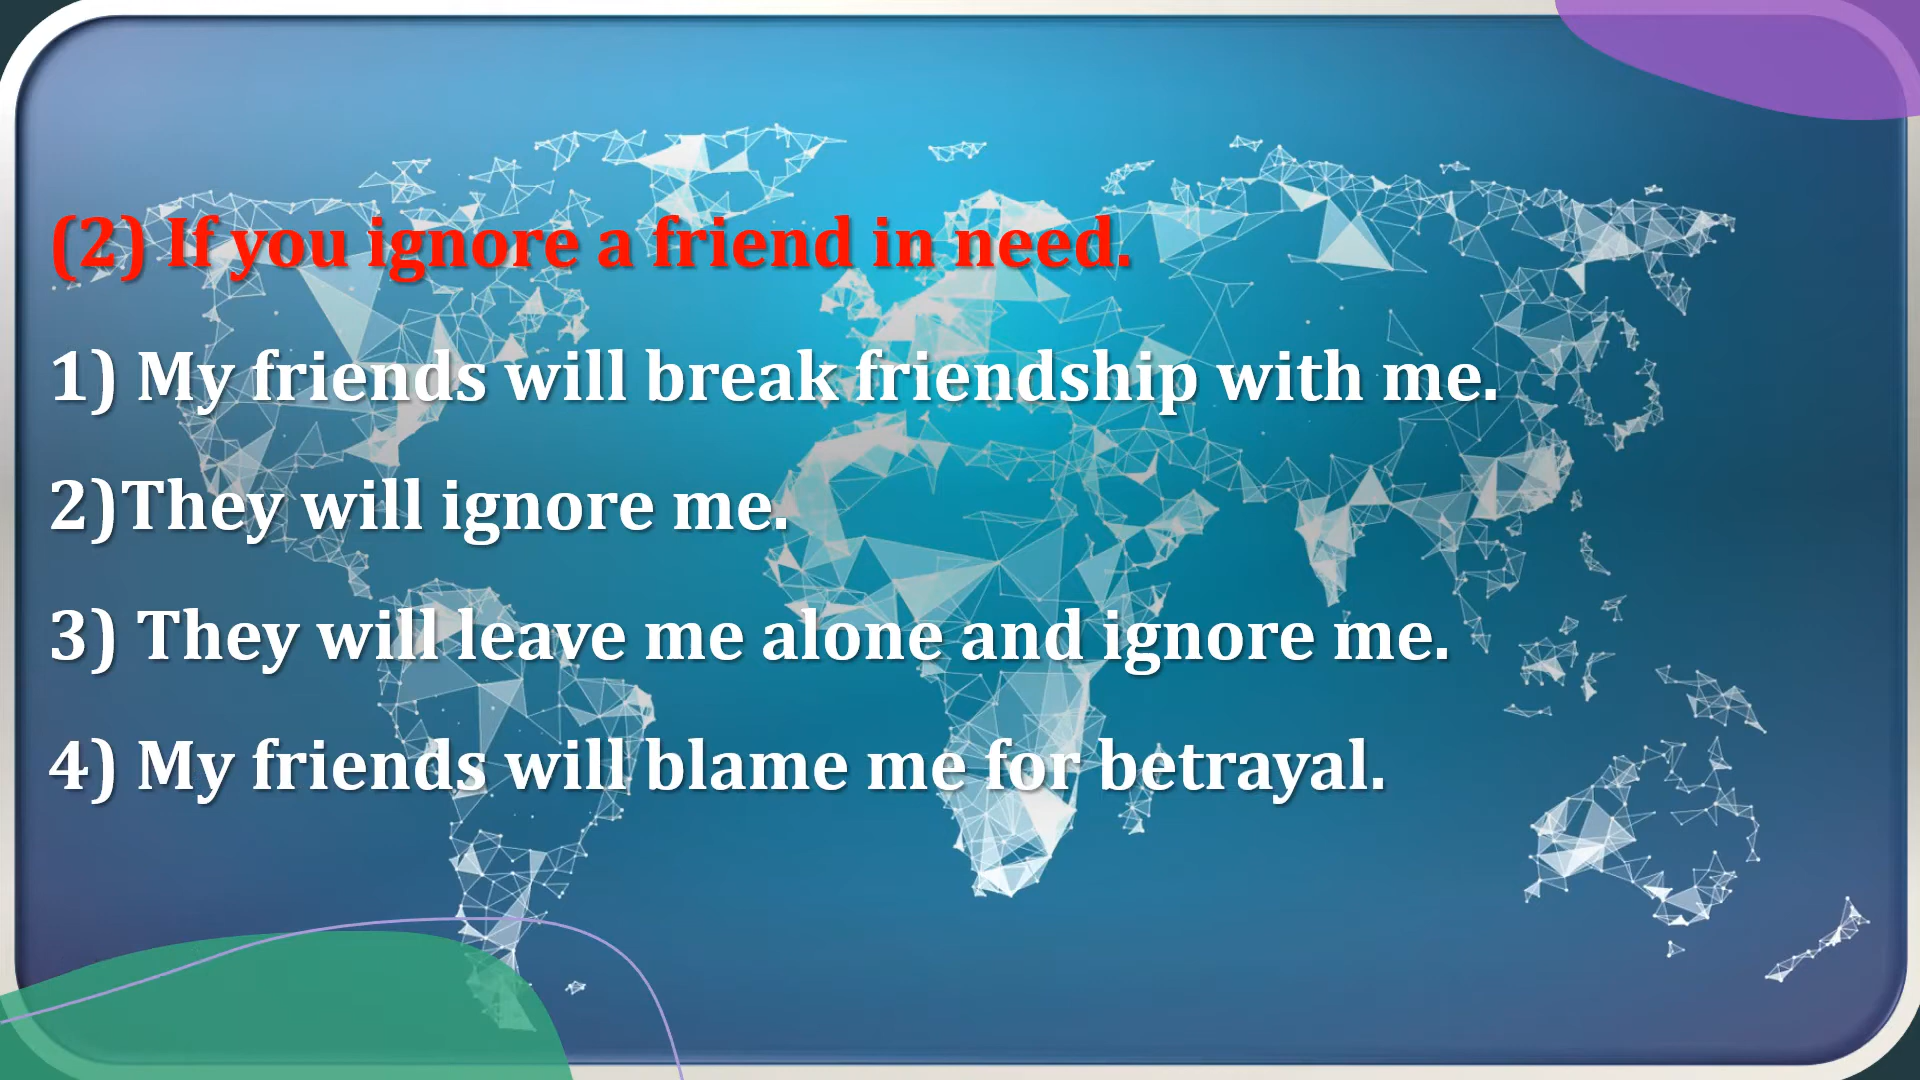 (2) If you ignore a friend in need.
1) My friends will break friendship with me.
2)They will ignore me.
3) They will leave me alone and ignore me.
4) My friends will blame me for betrayal.